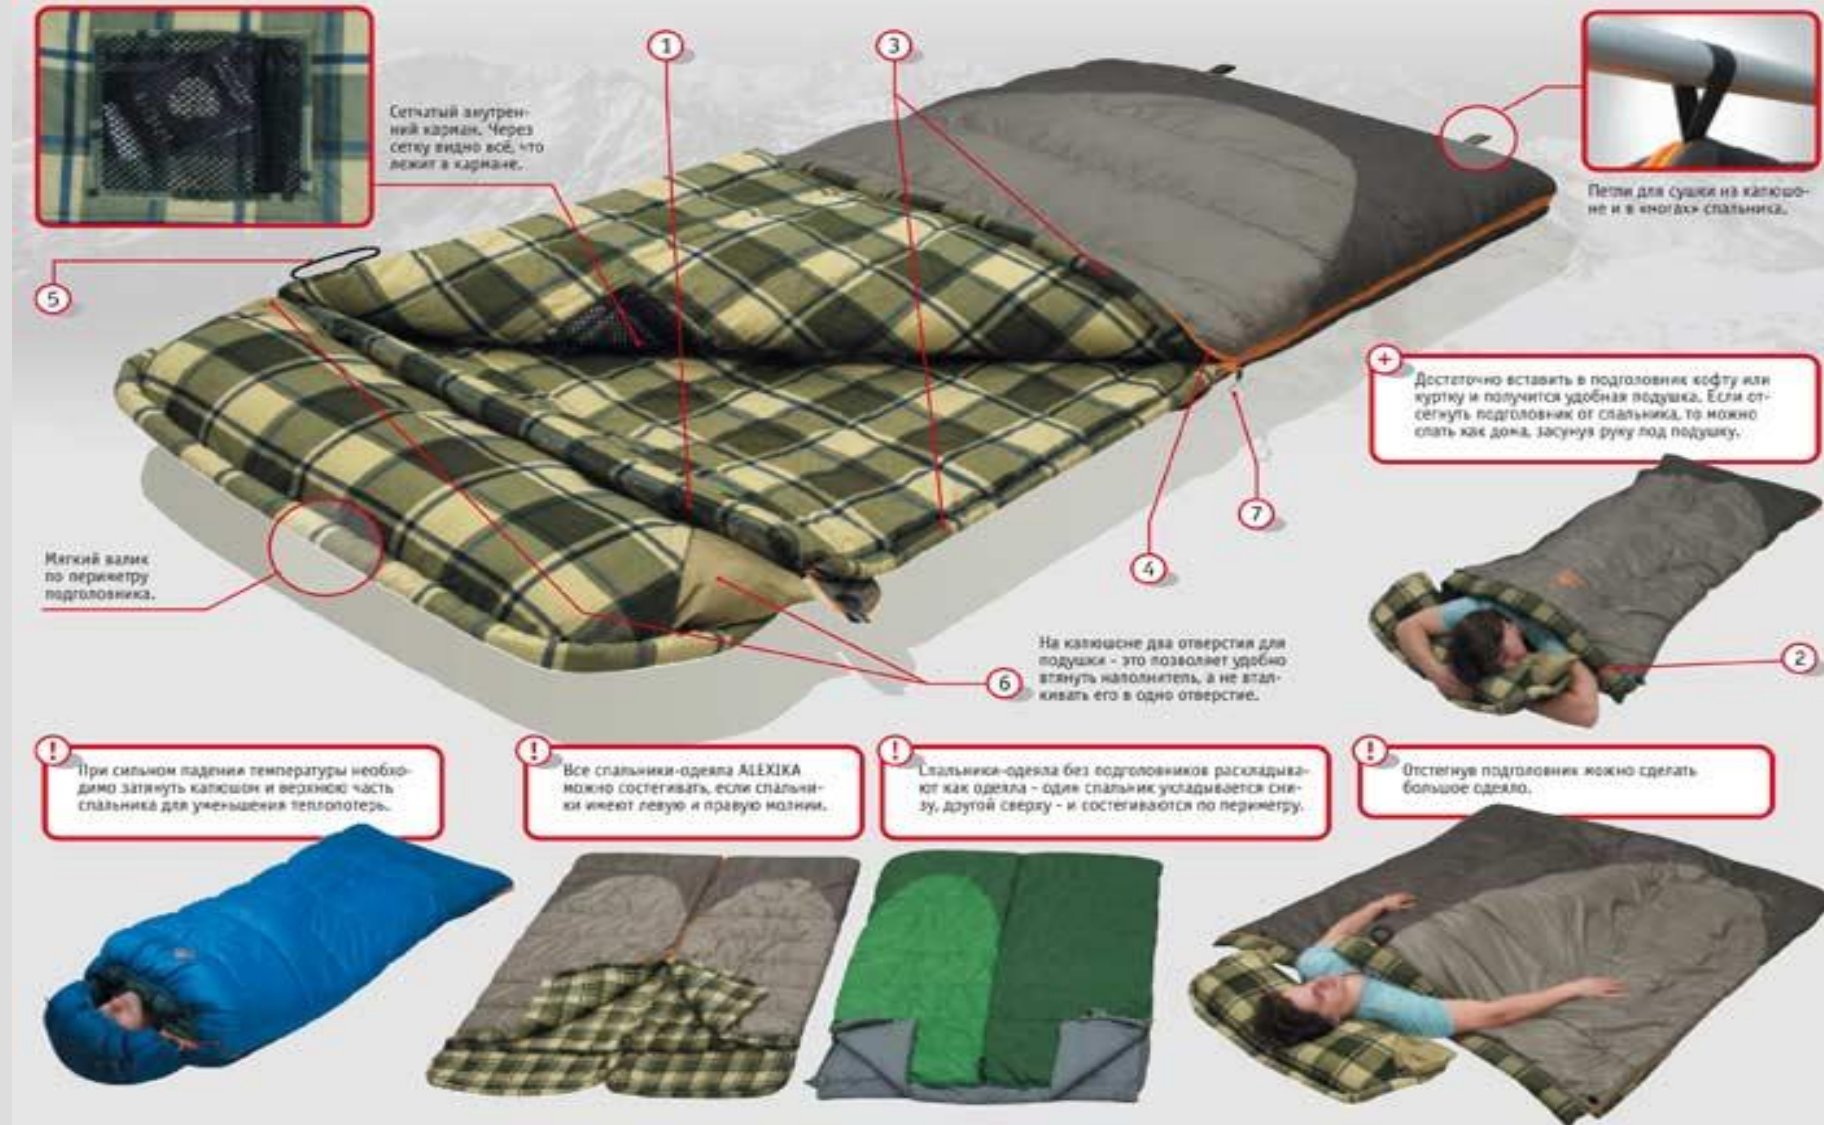 1
3
Сетчатый внутрен-
ний карман. Через
сетку видно всё, что
лежит в кармане.
Петли для сушки на капюшо-
не и в «ногах» спальника.
5
+
Достаточно вставить в подголовник кофту или
куртку и получится удобная подушка. Если от-
сегнуть подголовник от спальника, то можно
спать как дома, засунув руку под подушку.
7
4
Мягкий валик
по периметру
подголовника.
На капюшоне два отверстия для
подушки - это позволяет удобно
втянуть наполнитель, а не втал-
кивать его в одно отверстие.
6
2
!
При сильном падении температуры необхо-
димо затянуть капюшон и верхнюю часть
спальника для уменьшения теплопотерь.
!
Все спальники-одеяла ALEXIKA
можно состегивать, если спальни-
ки имеют левую и правую молнии.
!
Спальники-одеяла без подголовников раскладыва-
ют как одеяла - один спальник укладывается сни-
зу, другой сверху - и состегиваются по периметру.
!
Отстегнув подголовник можно сделать
большое одеяло.